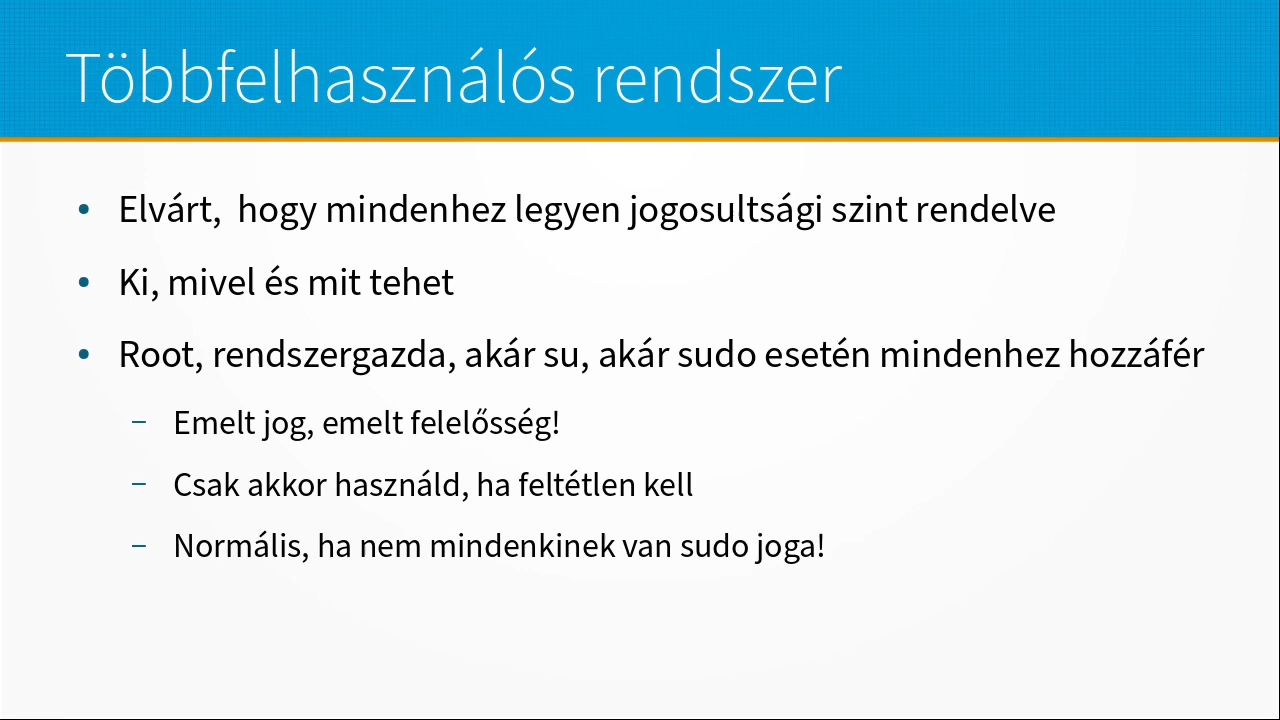 Többfelhasználós rendszer
• Elvárt,  hogy mindenhez legyen jogosultsági szint rendelve
• Ki, mivel és mit tehet
• Root, rendszergazda, akár su, akár sudo esetén mindenhez hozzáfér
– Emelt jog, emelt felelősség!
– Csak akkor használd, ha feltétlen kell
– Normális, ha nem mindenkinek van sudo joga!